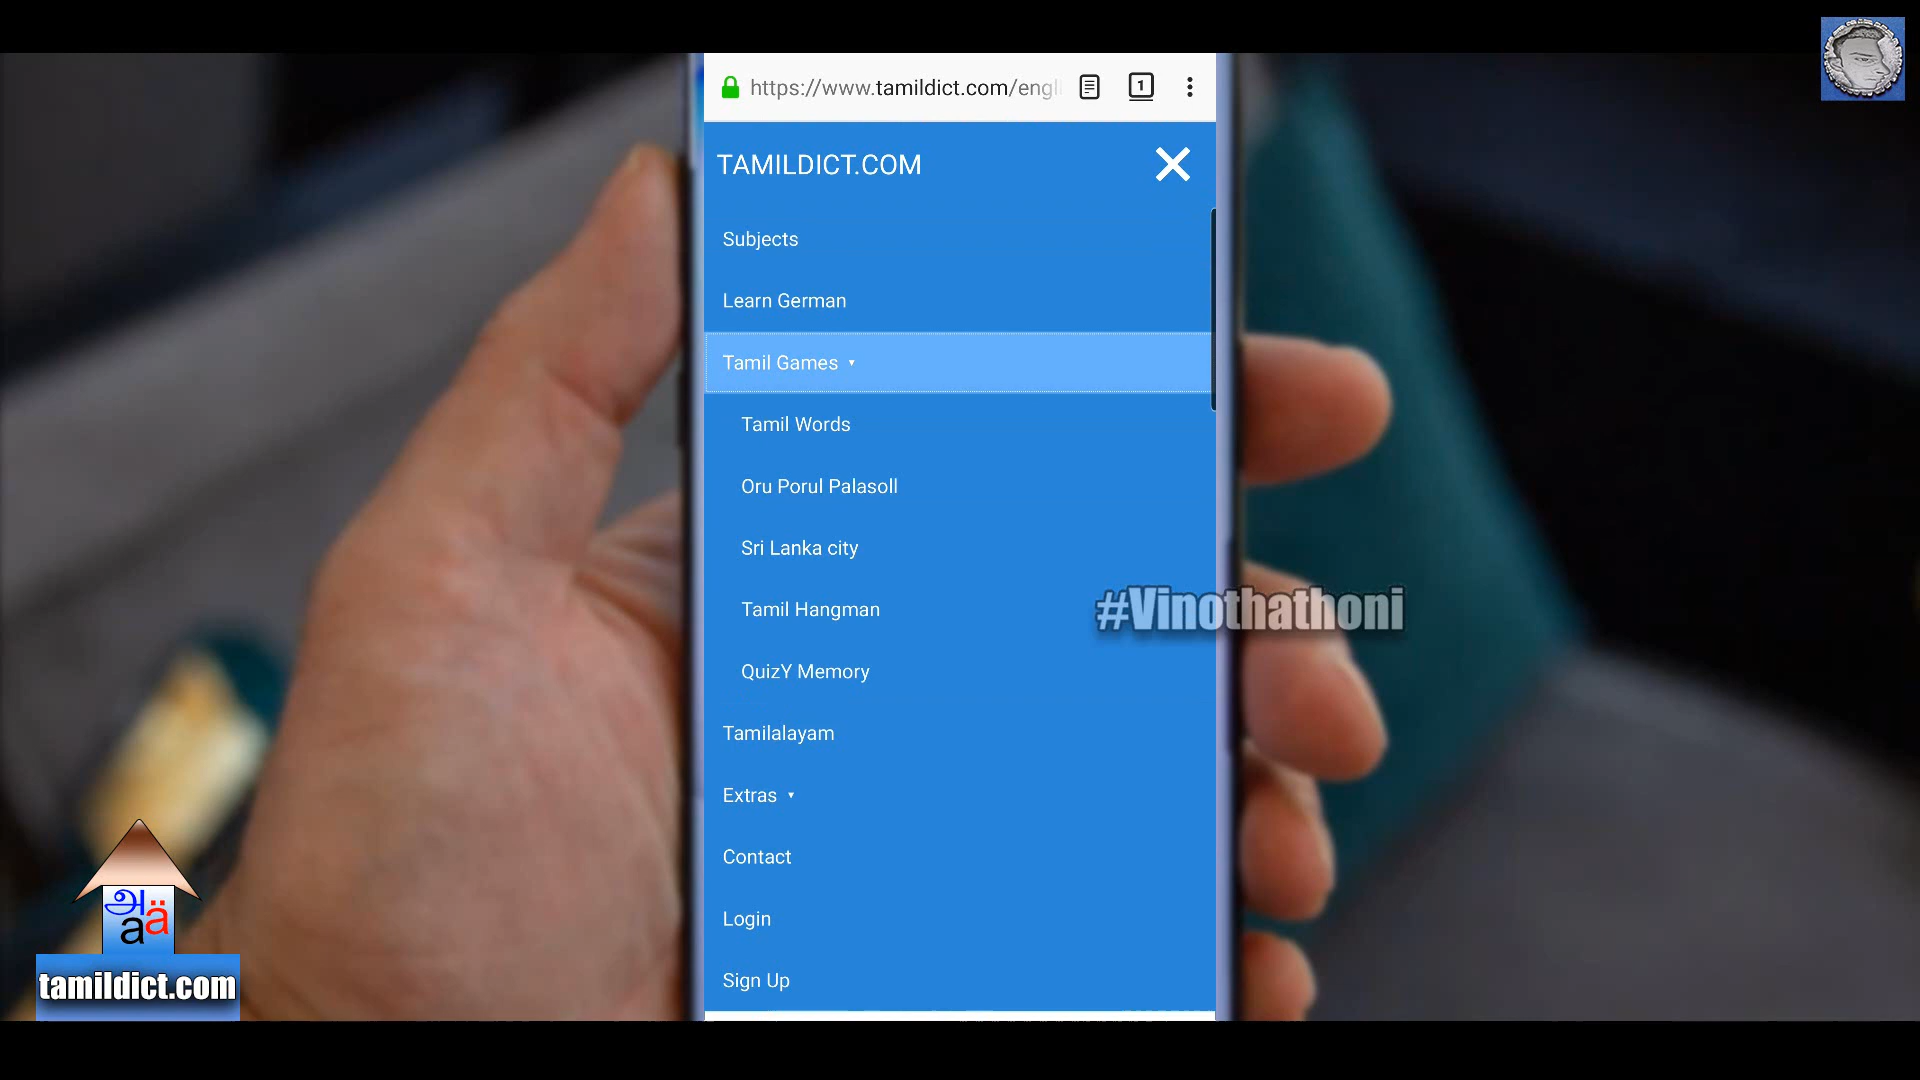 https://www.tamildict.com/engl
1
TAMILDICT.COM
Subjects
Learn German
Tamil Games ▾
Tamil Words
Oru Porul Palasoll
Sri Lanka city
Tamil Hangman
#Vinothathoni
QuizY Memory
Tamilalayam
Extras ▾
Contact
Login
Sign Up
அ
a ä
tamildict.com